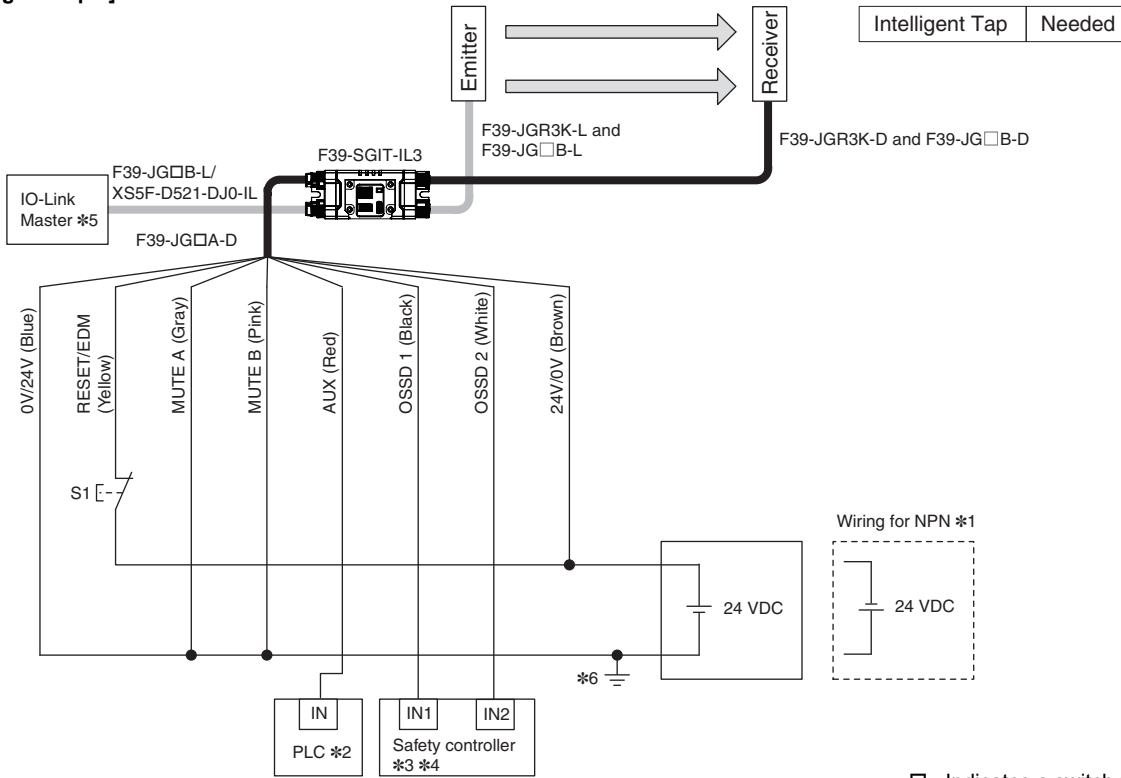 Emitter
Receiver
Intelligent Tap
Needed
F39-JGR3K-L and
F39-JG□B-L
F39-JGR3K-D and F39-JG□B-D
F39-SGIT-IL3
F39-JG□B-L/
XS5F-D521-DJ0-IL
IO-Link
Master *5
F39-JG□A-D
0V/24V (Blue)
RESET/EDM
(Yellow)
MUTE A (Gray)
MUTE B (Pink)
AUX (Red)
OSSD 1 (Black)
OSSD 2 (White)
24V/0V (Brown)
S1
Wiring for NPN *1
24 VDC
24 VDC
*6
IN
IN1
IN2
PLC *2
Safety controller
*3 *4